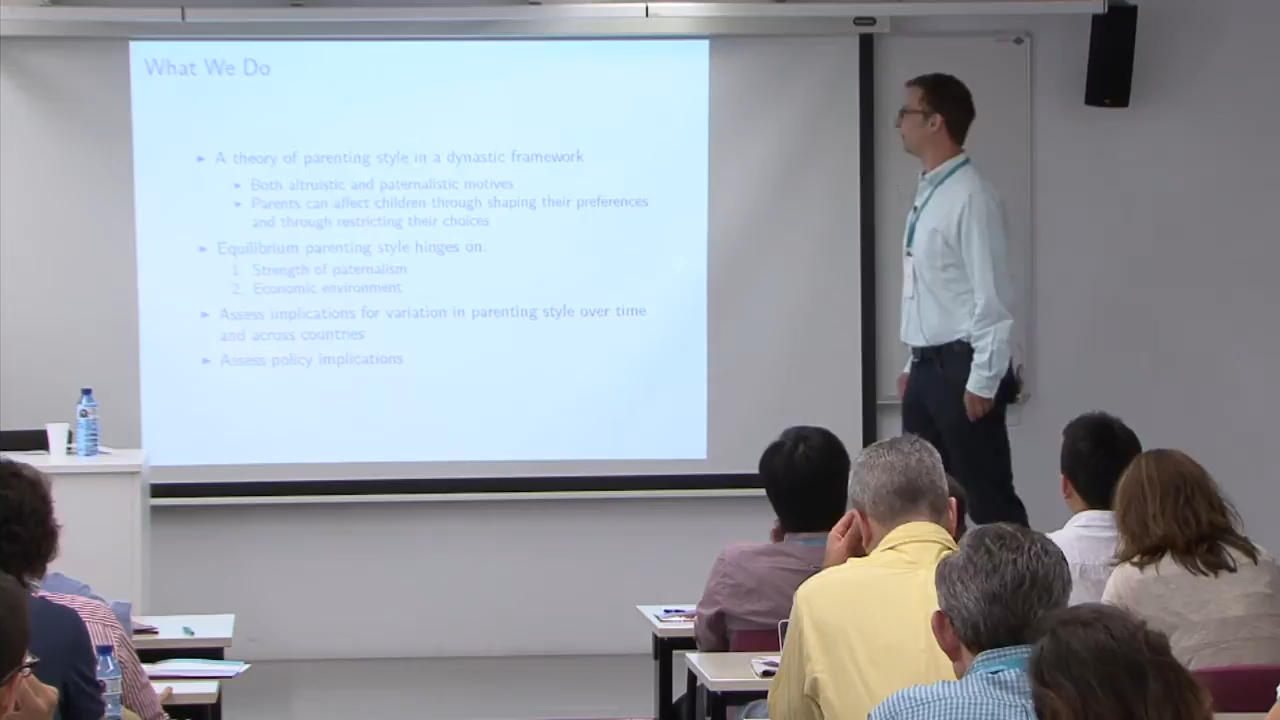 What We Do
► A theory of parenting style in a dynastic framework
► Both altruistic and paternalistic motives
► Parents can affect children through shaping their preferences
and through restricting their choices
► Equilibrium parenting style hinges on:
1. Strength of paternalism
2. Economic environment
► Assess implications for variation in parenting style over time
and across countries
► Assess policy implications